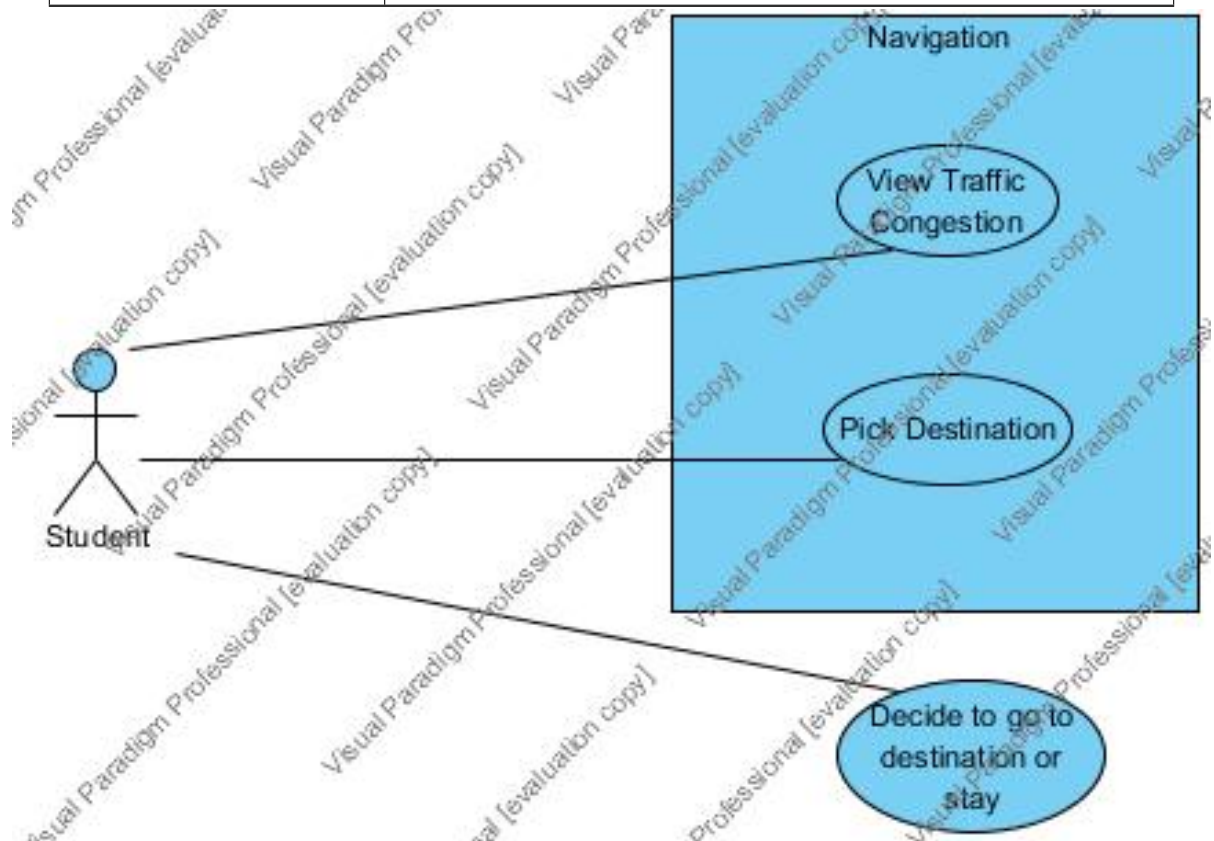 Navigation
View Traffic
Congestion
Pick Destination
Student
Decide to go to
destination or
stay
Visual Paradigm Professional [evaluation copy]